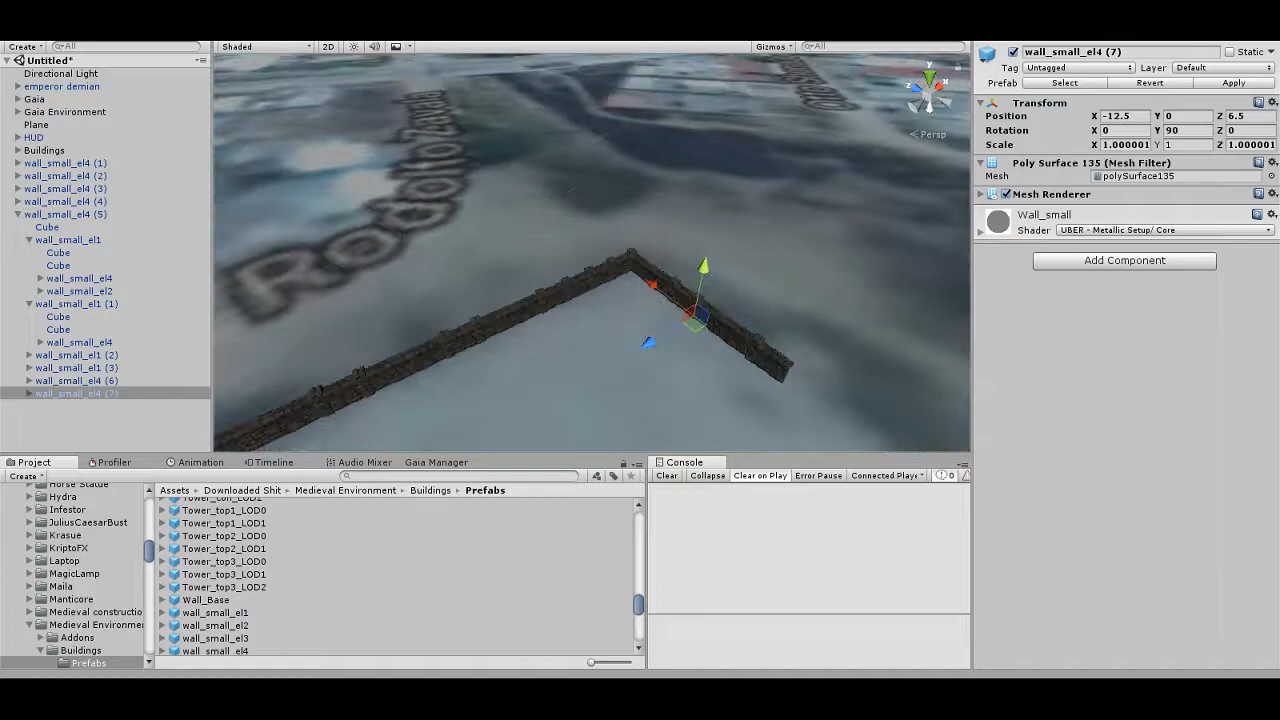 Create
All
Untitled*
Directional Light
emperor demian
Gaia
Gaia Environment
Plane
HUD
Buildings
wall_small_el4 (1)
wall_small_el4 (2)
wall_small_el4 (3)
wall_small_el4 (4)
wall_small_el4 (5)
Cube
wall_small_el1
Cube
Cube
wall_small_el4
wall_small_el2
wall_small_el1 (1)
Cube
Cube
wall_small_el4
wall_small_el1 (2)
wall_small_el1 (3)
wall_small_el4 (6)
wall_small_el4 (7)
Shaded 2D Gizmos All
RodolfoZavala
y
z x
Persp
wall_small_el4 (7) Static
Tag Untagged Layer Default
Prefab Select Revert Apply
Transform
Position X -12.5 Y 0 Z 6.5
Rotation X 0 Y 90 Z 0
Scale X 1.000001 Y 1 Z 1.000001
Poly Surface 135 (Mesh Filter)
Mesh polySurface135
Mesh Renderer
Wall_small
Shader UBER - Metallic Setup/ Core
Add Component
Project Profiler Animation Timeline Audio Mixer Gaia Manager
Create
Horse Statue
Hydra
Infestor
JuliusCaesarBust
Krasue
KriptoFX
Laptop
MagicLamp
Maila
Manticore
Medieval constructio
Medieval Environme
Addons
Buildings
Prefabs
Assets Downloaded Shit Medieval Environment Buildings Prefabs
Tower_top1_LOD0
Tower_top1_LOD1
Tower_top2_LOD0
Tower_top2_LOD1
Tower_top3_LOD0
Tower_top3_LOD1
Tower_top3_LOD2
Wall_Base
wall_small_el1
wall_small_el2
wall_small_el3
wall_small_el4
Console
Clear Collapse Clear on Play Error Pause Connected Playe 0